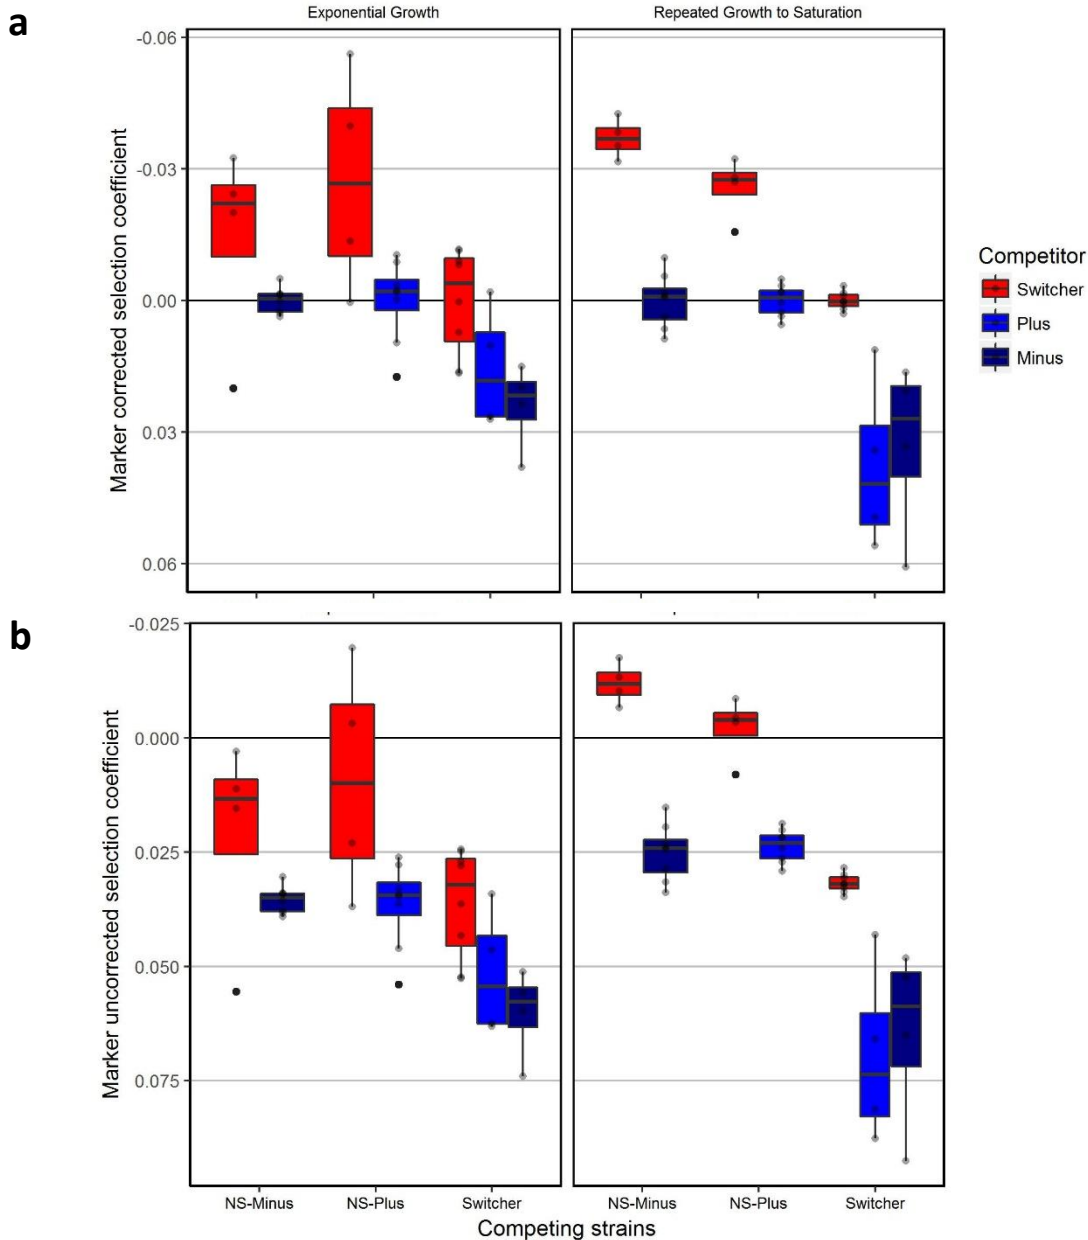 a
Exponential Growth
Repeated Growth to Saturation
Marker corrected selection coefficient
-0.06
-0.03
0.00
0.03
0.06
Competitor
Switcher
Plus
Minus
b
Marker uncorrected selection coefficient
-0.025
0.000
0.025
0.050
0.075
NS-Minus
NS-Plus
Switcher
NS-Minus
NS-Plus
Switcher
Competing strains